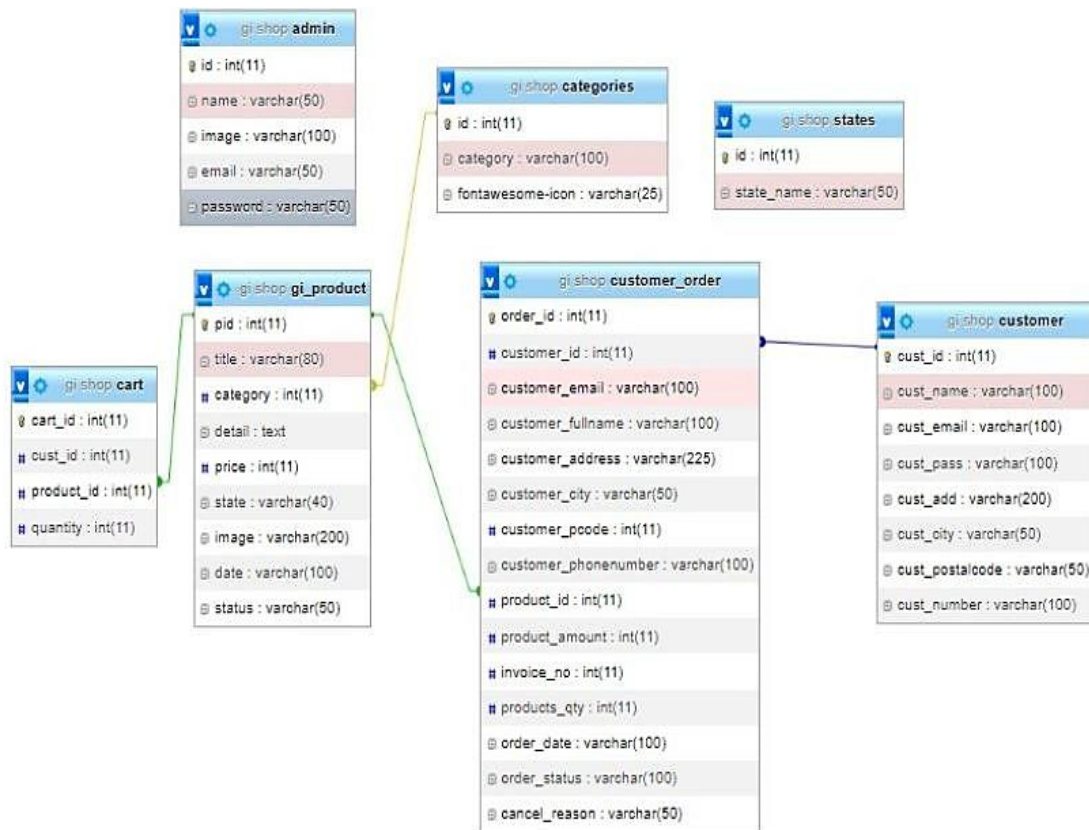 gi shop admin
id : int(11)
name : varchar(50)
image : varchar(100)
email : varchar(50)
password : varchar(50)
gi shop categories
id : int(11)
category : varchar(100)
fontawesome-icon : varchar(25)
gi shop states
id : int(11)
state_name : varchar(50)
gi shop gi_product
pid : int(11)
title : varchar(80)
category : int(11)
detail : text
price : int(11)
state : varchar(40)
image : varchar(200)
date : varchar(100)
status : varchar(50)
gi shop customer_order
order_id : int(11)
customer_id : int(11)
customer_email : varchar(100)
customer_fullname : varchar(100)
customer_address : varchar(225)
customer_city : varchar(50)
customer_pcode : int(11)
customer_phonenumber : varchar(100)
product_id : int(11)
product_amount : int(11)
invoice_no : int(11)
products_qty : int(11)
order_date : varchar(100)
order_status : varchar(100)
cancel_reason : varchar(50)
gi shop customer
cust_id : int(11)
cust_name : varchar(100)
cust_email : varchar(100)
cust_pass : varchar(100)
cust_add : varchar(200)
cust_city : varchar(50)
cust_postalcode : varchar(50)
cust_number : varchar(100)
gi shop cart
cart_id : int(11)
cust_id : int(11)
product_id : int(11)
quantity : int(11)